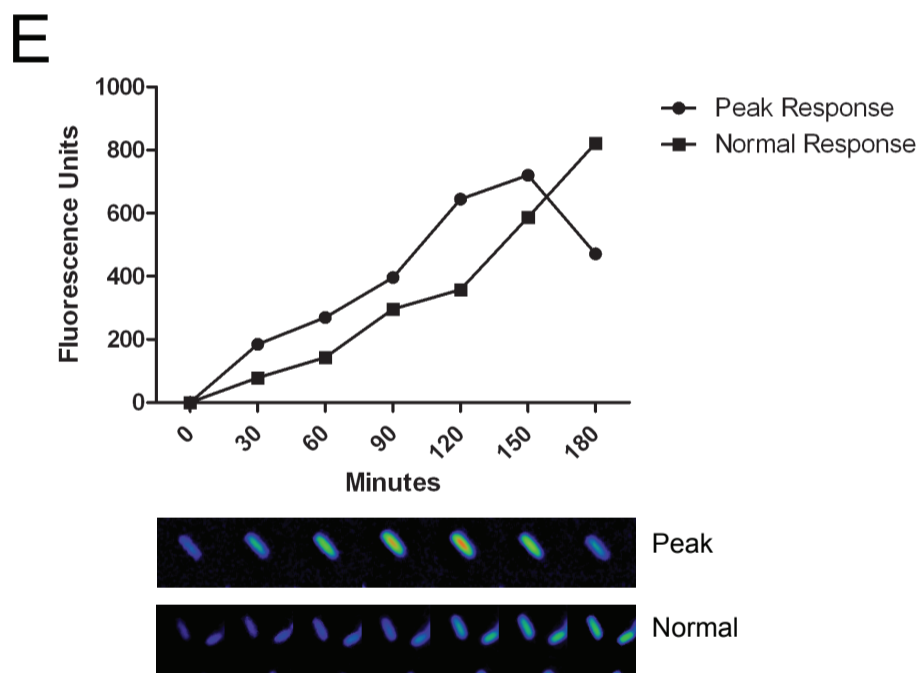 E
1000
800
600
400
200
0
Fluorescence Units
0 30 60 90 120 150 180
Minutes
Peak Response
Normal Response
Peak
Normal